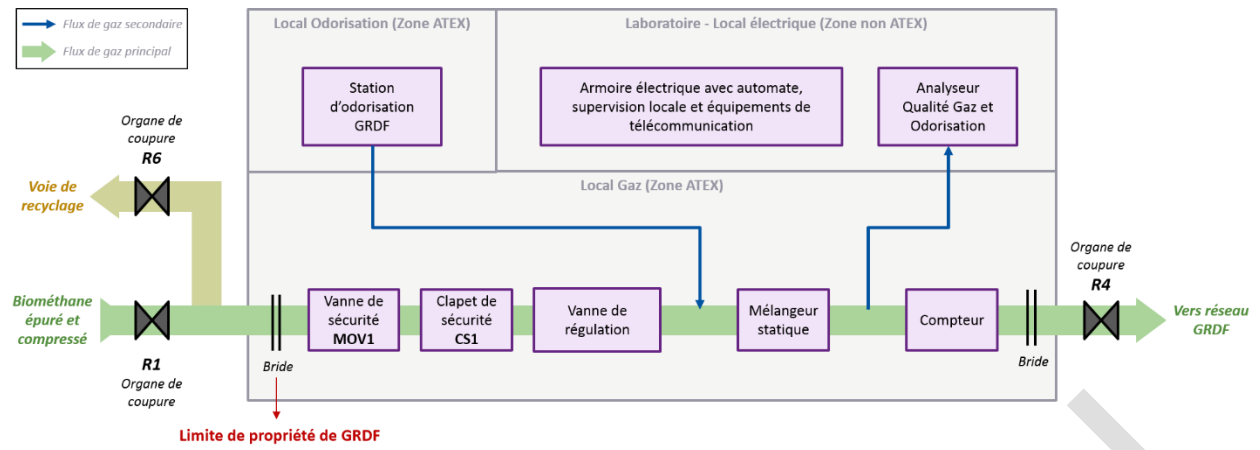 Flux de gaz secondaire
Flux de gaz principal
Local Odorisation (Zone ATEX)
Laboratoire - Local électrique (Zone non ATEX)
Station
d'odorisation
GRDF
Armoire électrique avec automate,
supervision locale et équipements de
télécommunication
Analyseur
Qualité Gaz et
Odorisation
Organe de
coupure
R6
Voie de
recyclage
Local Gaz (Zone ATEX)
Organe de
coupure
R4
Biométhane
épuré et
compressé
Vanne de
sécurité
MOV1
Clapet de
sécurité
CS1
Vanne de
régulation
Mélangeur
statique
Compteur
Vers réseau
GRDF
R1
Organe de
coupure
Bride
Bride
Limite de propriété de GRDF